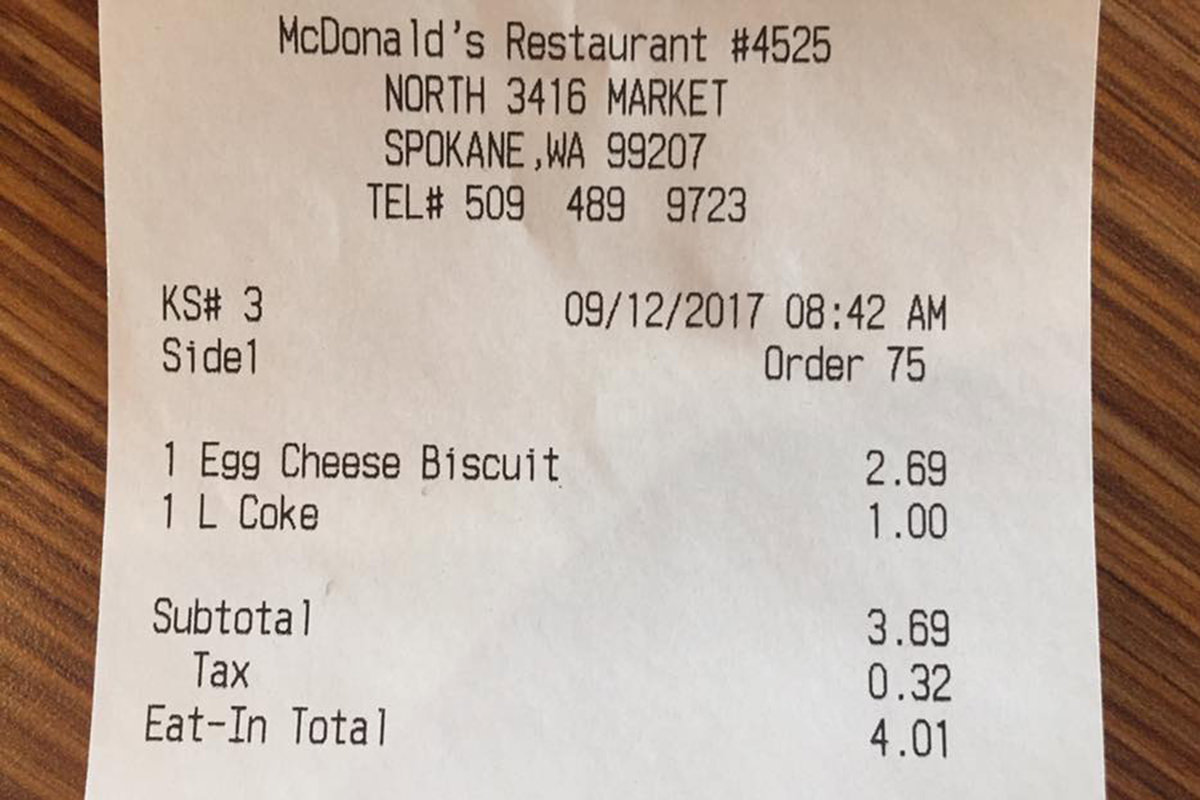 McDonald's Restaurant #4525
NORTH 3416 MARKET
SPOKANE,WA 99207
TEL# 509 489 9723
KS# 3 09/12/2017 08:42 AM
Side1 Order 75
1 Egg Cheese Biscuit 2.69
1 L Coke 1.00
Subtotal 3.69
Tax 0.32
Eat-In Total 4.01